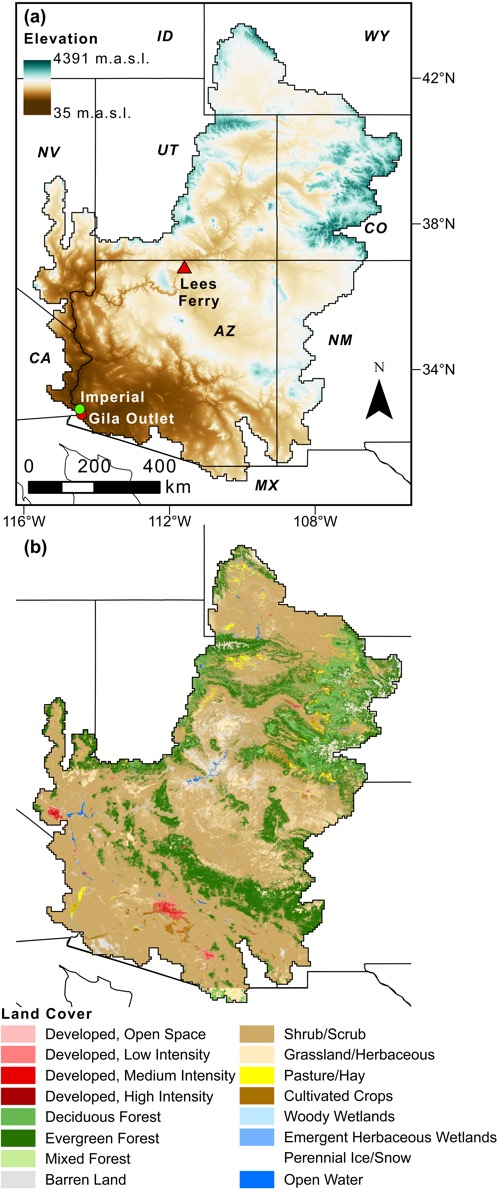 (a)
ID
WY
Elevation
4391 m.a.s.l.
35 m.a.s.l.
42°N
NV
UT
38°N
CO
Lees
Ferry
AZ
NM
CA
N
34°N
Imperial
Gila Outlet
0 200 400
km
MX
116°W 112°W 108°W
(b)
Land Cover
Developed, Open Space
Developed, Low Intensity
Developed, Medium Intensity
Developed, High Intensity
Deciduous Forest
Evergreen Forest
Mixed Forest
Barren Land
Shrub/Scrub
Grassland/Herbaceous
Pasture/Hay
Cultivated Crops
Woody Wetlands
Emergent Herbaceous Wetlands
Perennial Ice/Snow
Open Water